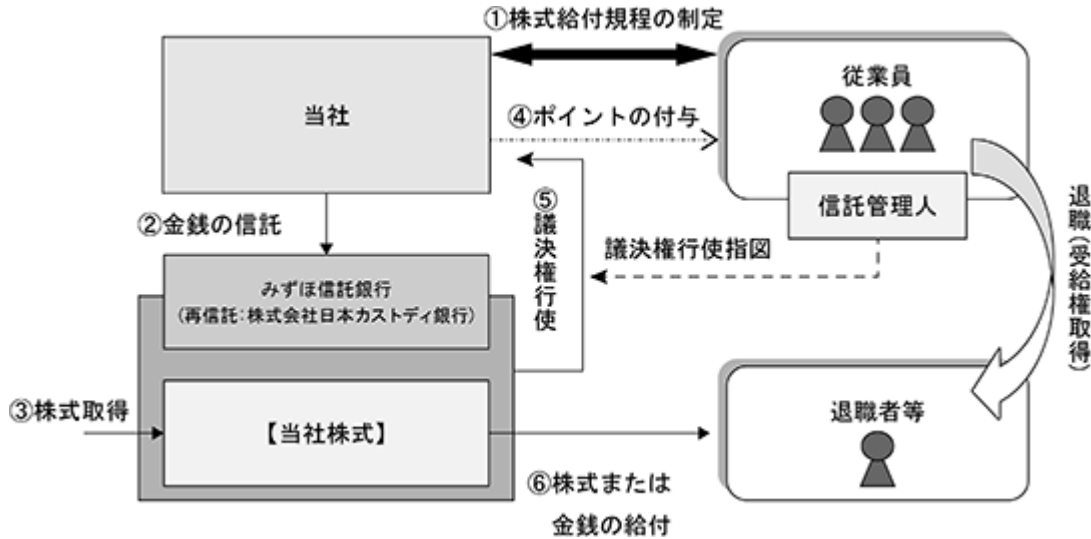 ①株式給付規程の制定
当社
従業員
④ポイントの付与
信託管理人
②金銭の信託
⑤議決権行使
議決権行使指図
退職（受給権取得）
みずほ信託銀行
（再信託：株式会社日本カストディ銀行）
③株式取得
【当社株式】
退職者等
⑥株式または
金銭の給付